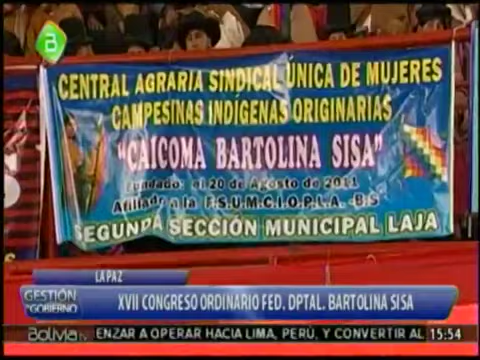 B
CENTRAL AGRARIA SINDICAL ÚNICA DE MUJERES
CAMPESINAS INDÍGENAS ORIGINARIAS
"CAICOMA BARTOLINA SISA"
Fundado: el 20 de Agosto de 2011
Afiliado a la F.S.U.M.C.I.O.P.L.A. - B.S
SEGUNDA SECCIÓN MUNICIPAL LAJA
LA PAZ
GESTIÓN
DE GOBIERNO
XVII CONGRESO ORDINARIO FED. DPTAL. BARTOLINA SISA
Bolivia tv
ENZAR A OPERAR HACIA LIMA, PERÚ, Y CONVERTIR AL
15:54